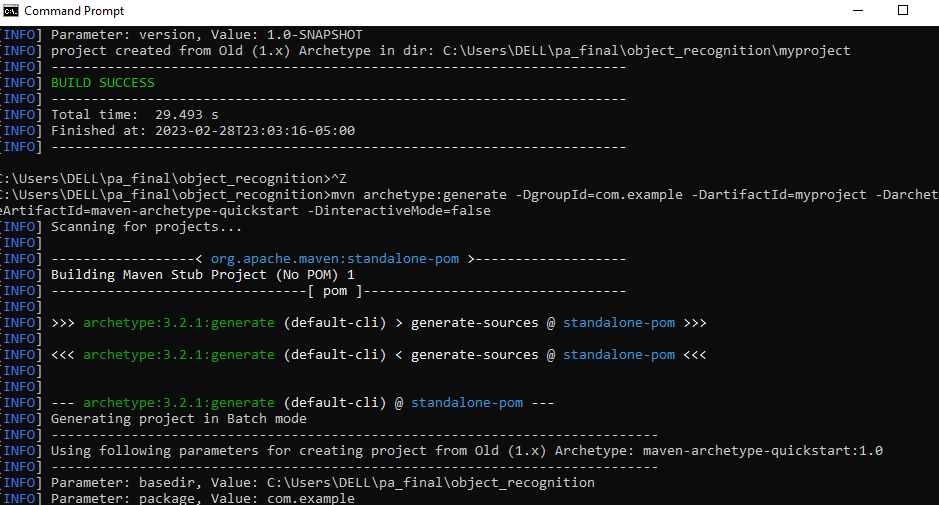 Command Prompt
[INFO] Parameter: version, Value: 1.0-SNAPSHOT
[INFO] project created from Old (1.x) Archetype in dir: C:\Users\DELL\pa_final\object_recognition\myproject
[INFO] ------------------------------------------------------------------------
[INFO] BUILD SUCCESS
[INFO] ------------------------------------------------------------------------
[INFO] Total time:  29.493 s
[INFO] Finished at: 2023-02-28T23:03:16-05:00
[INFO] ------------------------------------------------------------------------
C:\Users\DELL\pa_final\object_recognition>^Z
C:\Users\DELL\pa_final\object_recognition>mvn archetype:generate -DgroupId=com.example -DartifactId=myproject -Darchet
eArtifactId=maven-archetype-quickstart -DinteractiveMode=false
[INFO] Scanning for projects...
[INFO]
[INFO] ------------------< org.apache.maven:standalone-pom >-------------------
[INFO] Building Maven Stub Project (No POM) 1
[INFO] --------------------------------[ pom ]---------------------------------
[INFO]
[INFO] >>> archetype:3.2.1:generate (default-cli) > generate-sources @ standalone-pom >>>
[INFO]
[INFO] <<< archetype:3.2.1:generate (default-cli) < generate-sources @ standalone-pom <<<
[INFO]
[INFO]
[INFO] --- archetype:3.2.1:generate (default-cli) @ standalone-pom ---
[INFO] Generating project in Batch mode
[INFO] ----------------------------------------------------------------------------
[INFO] Using following parameters for creating project from Old (1.x) Archetype: maven-archetype-quickstart:1.0
[INFO] ----------------------------------------------------------------------------
[INFO] Parameter: basedir, Value: C:\Users\DELL\pa_final\object_recognition
[INFO] Parameter: package, Value: com.example